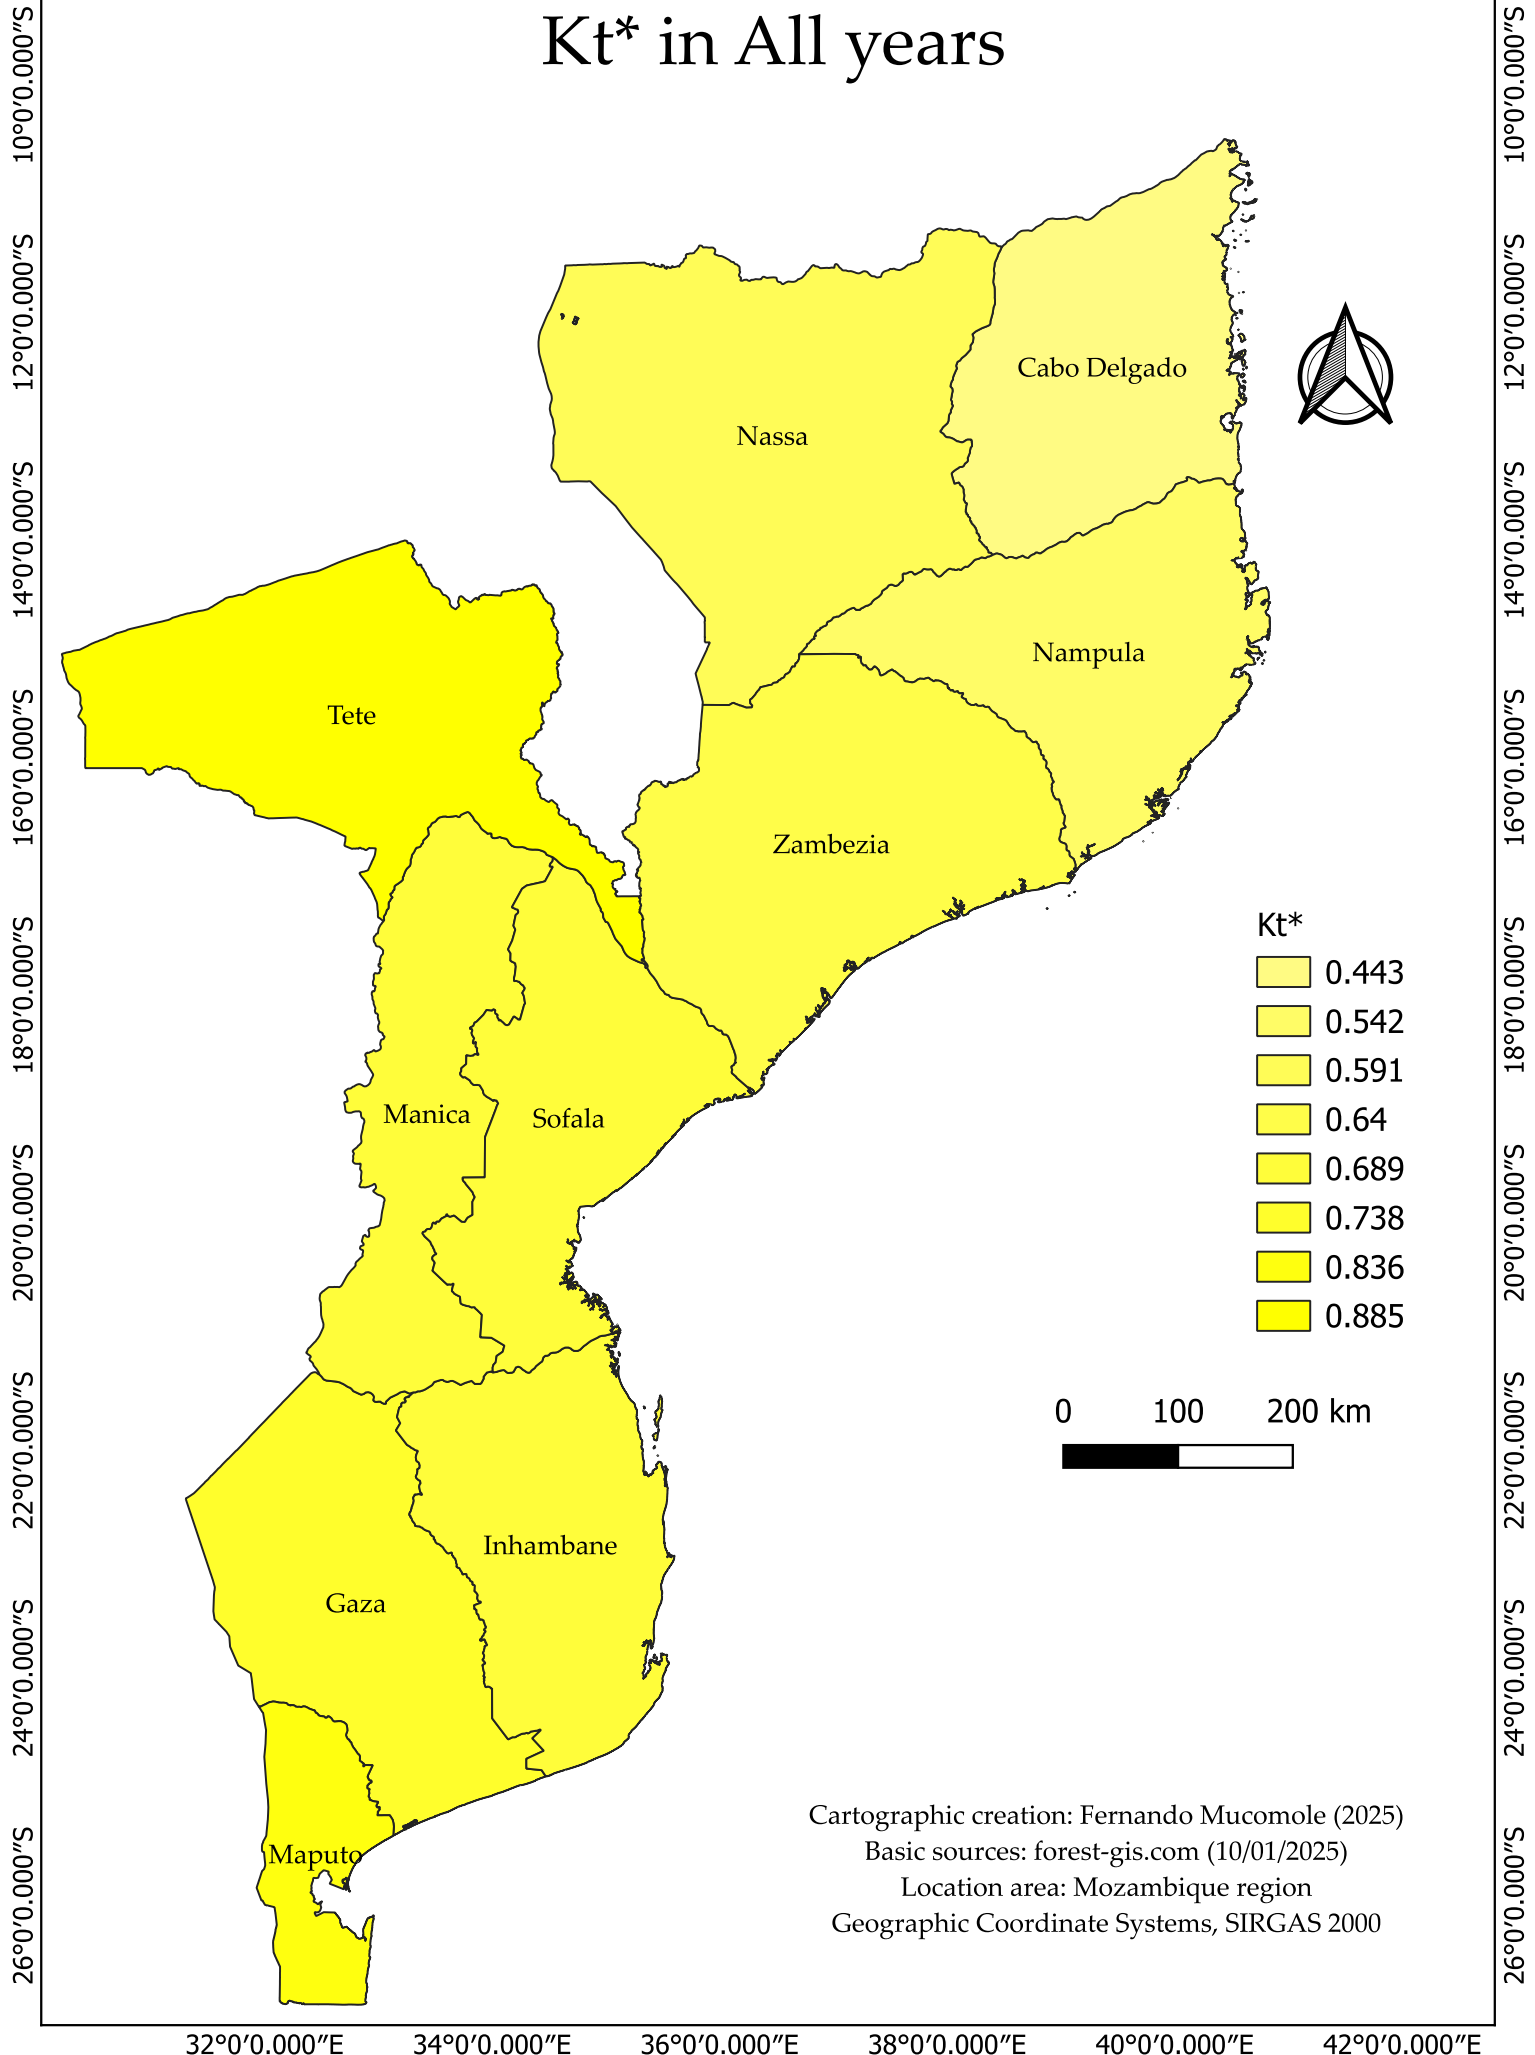 Kt* in All years
10°0′0.000″S
10°0′0.000″S
12°0′0.000″S
12°0′0.000″S
14°0′0.000″S
14°0′0.000″S
16°0′0.000″S
16°0′0.000″S
18°0′0.000″S
18°0′0.000″S
20°0′0.000″S
20°0′0.000″S
22°0′0.000″S
22°0′0.000″S
24°0′0.000″S
24°0′0.000″S
26°0′0.000″S
26°0′0.000″S
Cabo Delgado
Nassa
Nampula
Tete
Zambezia
Manica
Sofala
Inhambane
Gaza
Maputo
Kt*
0.443
0.542
0.591
0.64
0.689
0.738
0.836
0.885
0 100 200 km
Cartographic creation: Fernando Mucomole (2025)
Basic sources: forest-gis.com (10/01/2025)
Location area: Mozambique region
Geographic Coordinate Systems, SIRGAS 2000
32°0′0.000″E 34°0′0.000″E 36°0′0.000″E 38°0′0.000″E 40°0′0.000″E 42°0′0.000″E